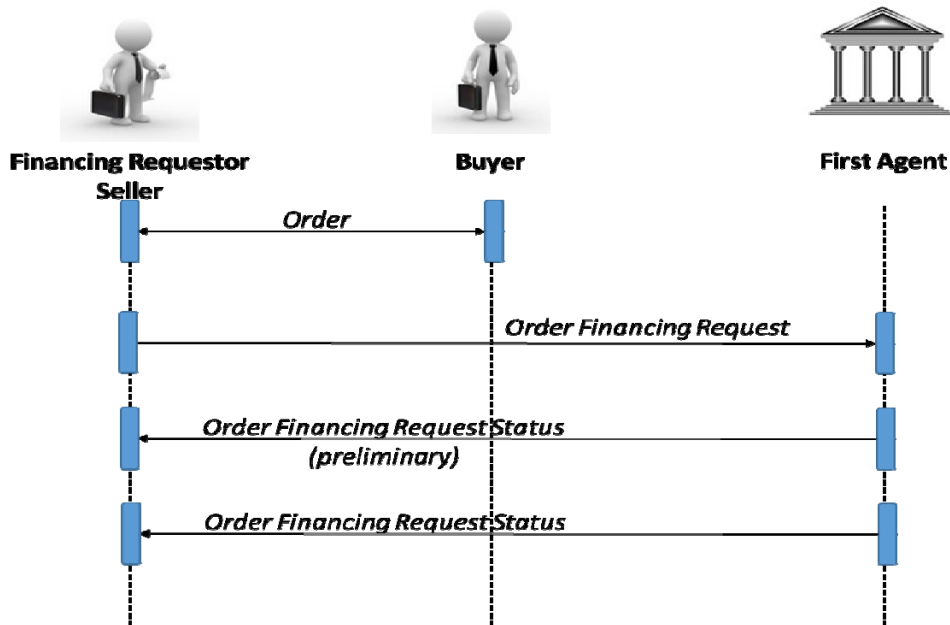 Financing Requestor
Seller
Buyer
First Agent
Order
Order Financing Request
Order Financing Request Status
(preliminary)
Order Financing Request Status